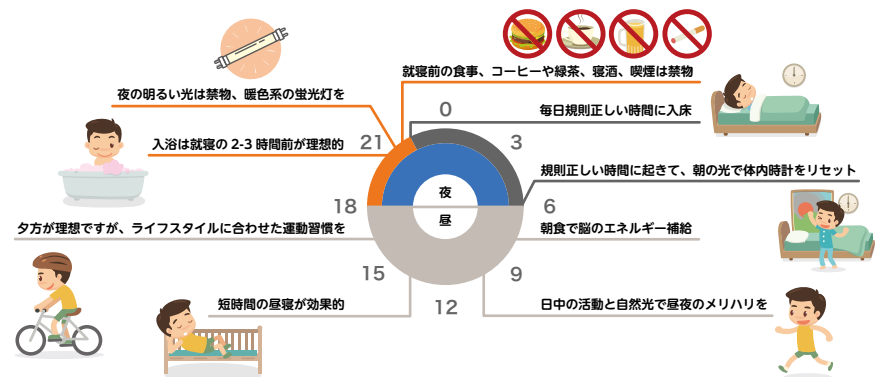 就寝前の食事、コーヒーや緑茶、寝酒、喫煙は禁物
夜の明るい光は禁物、暖色系の蛍光灯を
0
毎日規則正しい時間に入床
入浴は就寝の 2-3 時間前が理想的
21
3
規則正しい時間に起きて、朝の光で体内時計をリセット
夜
18
6
昼
夕方が理想ですが、ライフスタイルに合わせた運動習慣を
朝食で脳のエネルギー補給
15
9
短時間の昼寝が効果的
12
日中の活動と自然光で昼夜のメリハリを